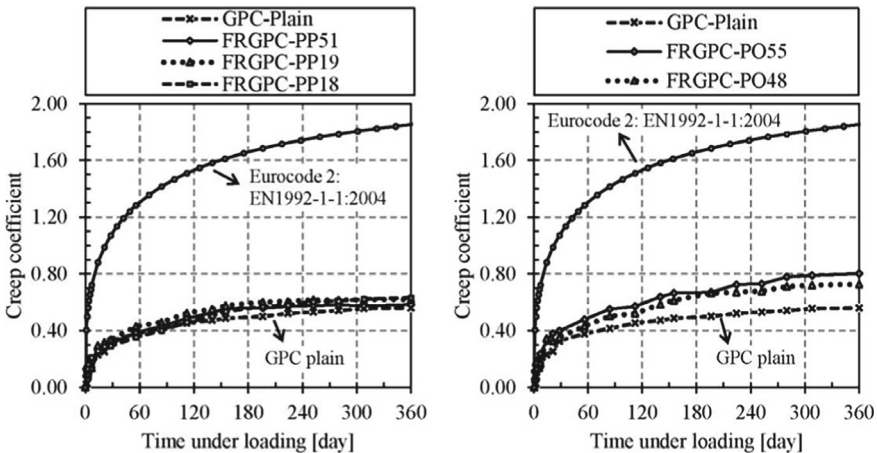 GPC-Plain
FRGPC-PP51
FRGPC-PP19
FRGPC-PP18
2.00
1.60
1.20
0.80
0.40
0.00
Creep coefficient
Eurocode 2:
EN1992-1-1:2004
GPC plain
0 60 120 180 240 300 360
Time under loading [day]
GPC-Plain
FRGPC-PO55
FRGPC-PO48
2.00
1.60
1.20
0.80
0.40
0.00
Creep coefficient
Eurocode 2: EN1992-1-1:2004
GPC plain
0 60 120 180 240 300 360
Time under loading [day]